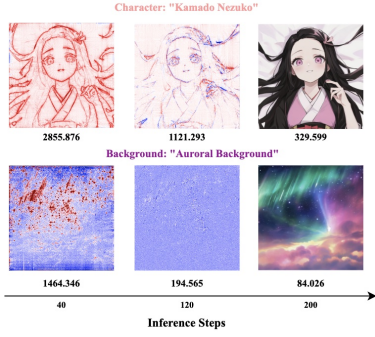 Character: "Kamado Nezuko"
2855.876 1121.293 329.599
Background: "Auroral Background"
1464.346 194.565 84.026
40 120 200
Inference Steps